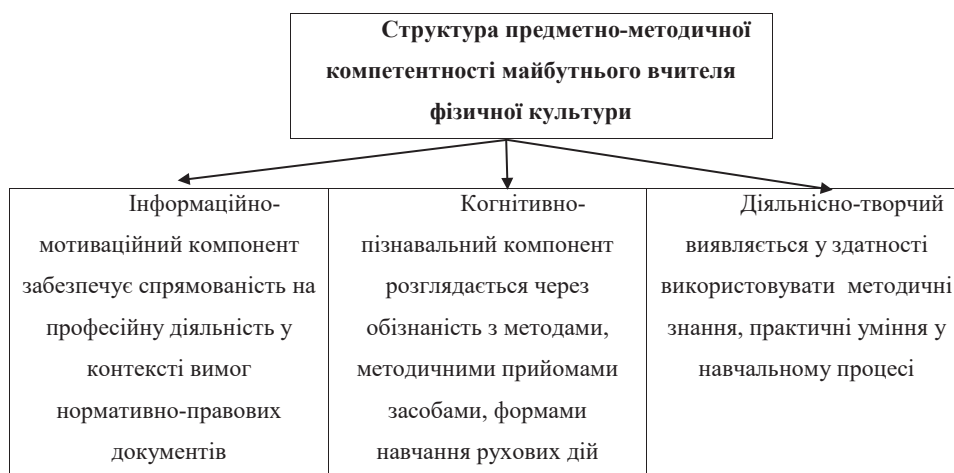 Структура предметно-методичної
компетентності майбутнього вчителя
фізичної культури
Інформаційно-
мотиваційний компонент
забезпечує спрямованість на
професійну діяльність у
контексті вимог
нормативно-правових
документів
Когнітивно-
пізнавальний компонент
розглядається через
обізнаність з методами,
методичними прийомами
засобами, формами
навчання рухових дій
Діяльнісно-творчий
виявляється у здатності
використовувати методичні
знання, практичні уміння у
навчальному процесі